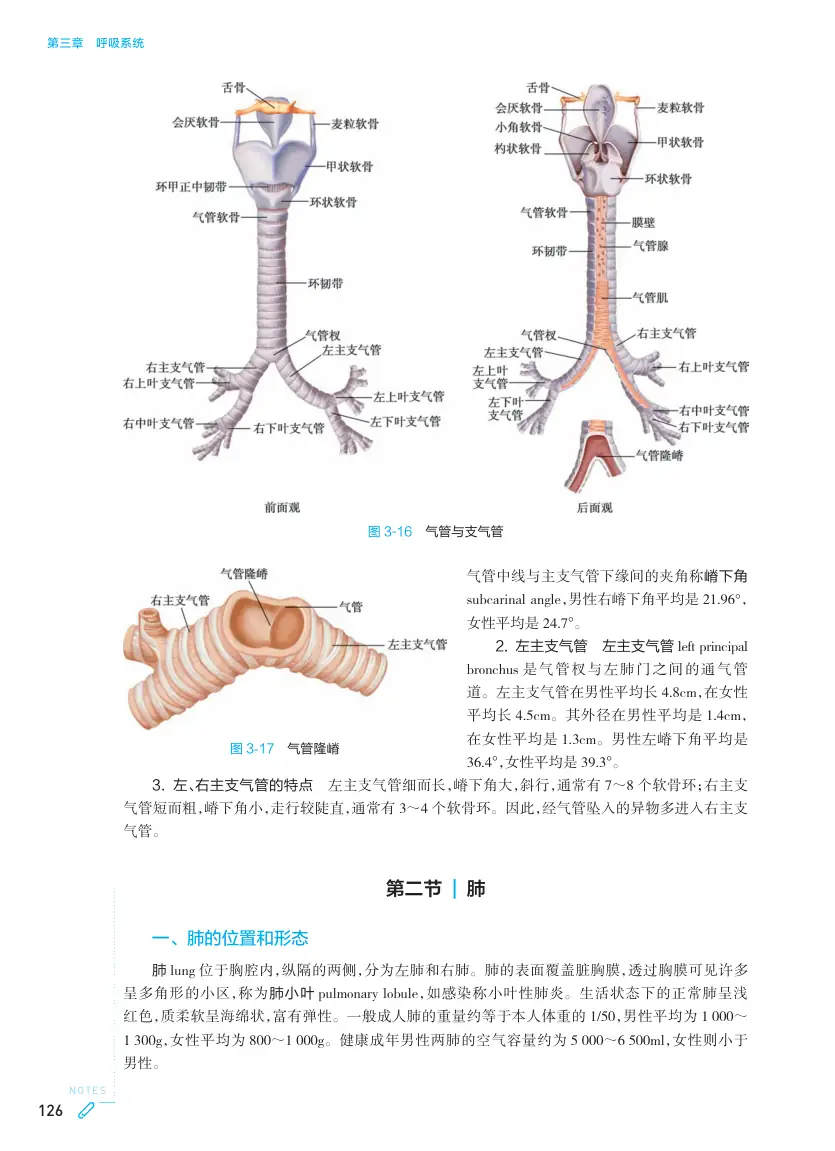 第三章 呼吸系统
舌骨
会厌软骨
麦粒软骨
甲状软骨
环甲正中韧带
环状软骨
气管软骨
环韧带
气管杈
左主支气管
右主支气管
右上叶支气管
左上叶支气管
右中叶支气管
右下叶支气管
左下叶支气管
前面观
舌骨
会厌软骨
麦粒软骨
小角软骨
甲状软骨
杓状软骨
环状软骨
气管软骨
膜壁
环韧带
气管腺
气管肌
气管杈
右主支气管
左主支气管
左上叶
支气管
右上叶支气管
左下叶
支气管
右中叶支气管
右下叶支气管
气管隆嵴
后面观
图 3-16 气管与支气管
气管隆嵴
右主支气管
气管
左主支气管
图 3-17 气管隆嵴
气管中线与主支气管下缘间的夹角称嵴下角
subcarinal angle,男性右嵴下角平均是 21.96°,
女性平均是 24.7°。
2. 左主支气管 左主支气管 left principal
bronchus 是气管杈与左肺门之间的通气管
道。左主支气管在男性平均长 4.8cm,在女性
平均长 4.5cm。其外径在男性平均是 1.4cm,
在女性平均是 1.3cm。男性左嵴下角平均是
36.4°,女性平均是 39.3°。
3. 左、右主支气管的特点 左主支气管细而长,嵴下角大,斜行,通常有 7～8 个软骨环;右主支
气管短而粗,嵴下角小,走行较陡直,通常有 3～4 个软骨环。因此,经气管坠入的异物多进入右主支
气管。
第二节 | 肺
一、肺的位置和形态
肺 lung 位于胸腔内,纵隔的两侧,分为左肺和右肺。肺的表面覆盖脏胸膜,透过胸膜可见许多
呈多角形的小区,称为肺小叶 pulmonary lobule,如感染称小叶性肺炎。生活状态下的正常肺呈浅
红色,质柔软呈海绵状,富有弹性。一般成人肺的重量约等于本人体重的 1/50,男性平均为 1 000～
1 300g,女性平均为 800～1 000g。健康成年男性两肺的空气容量约为 5 000～6 500ml,女性则小于
男性。
NOTES
126